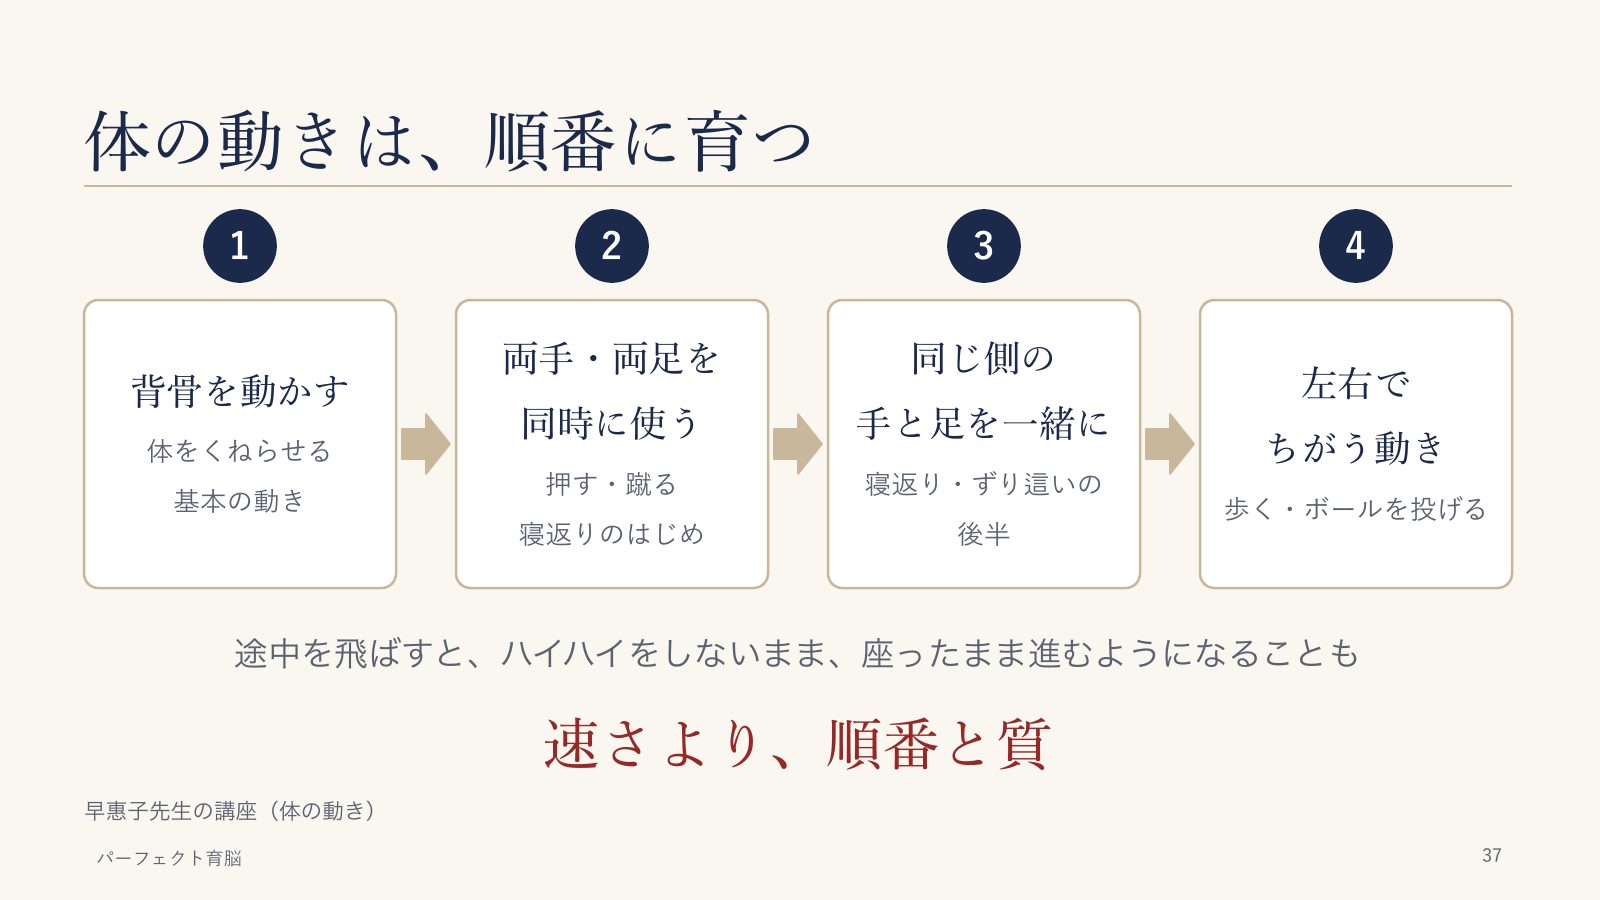 体の動きは、順番に育つ
1
背骨を動かす
体をくねらせる
基本の動き
2
両手・両足を
同時に使う
押す・蹴る
寝返りのはじめ
3
同じ側の
手と足を一緒に
寝返り・ずり這いの
後半
4
左右で
ちがう動き
歩く・ボールを投げる
途中を飛ばすと、ハイハイをしないまま、座ったまま進むようになることも
速さより、順番と質
早惠子先生の講座（体の動き）
パーフェクト育脳
37